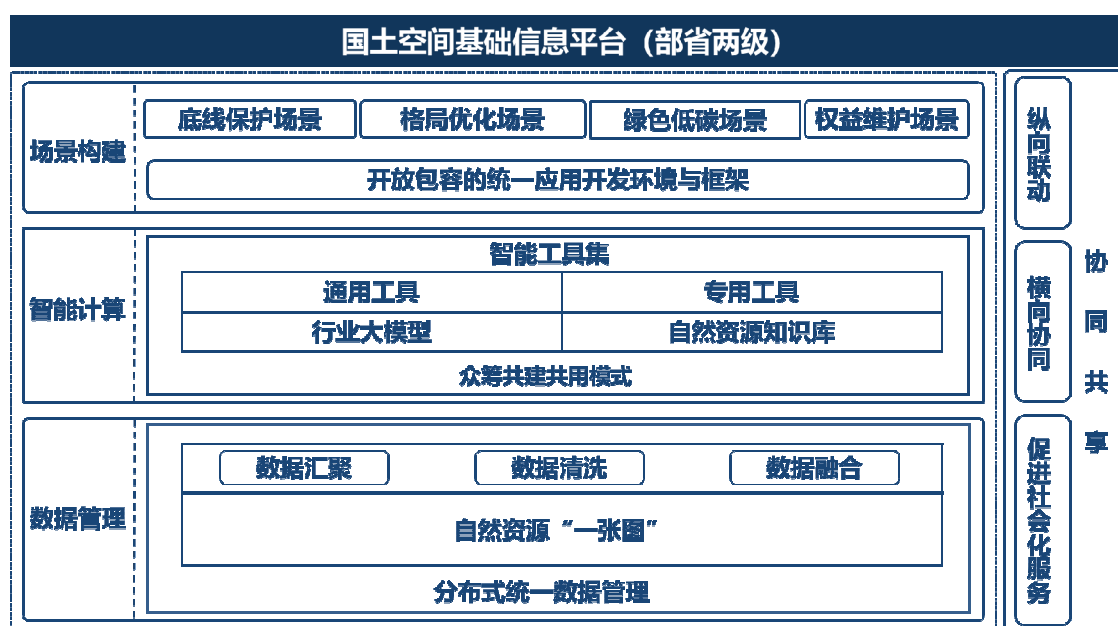 国土空间基础信息平台（部省两级）
场景构建
底线保护场景
格局优化场景
绿色低碳场景
权益维护场景
开放包容的统一应用开发环境与框架
智能计算
智能工具集
通用工具
专用工具
行业大模型
自然资源知识库
众筹共建共用模式
数据管理
数据汇聚
数据清洗
数据融合
自然资源“一张图”
分布式统一数据管理
纵向联动
横向协同
促进社会化服务
协同共享